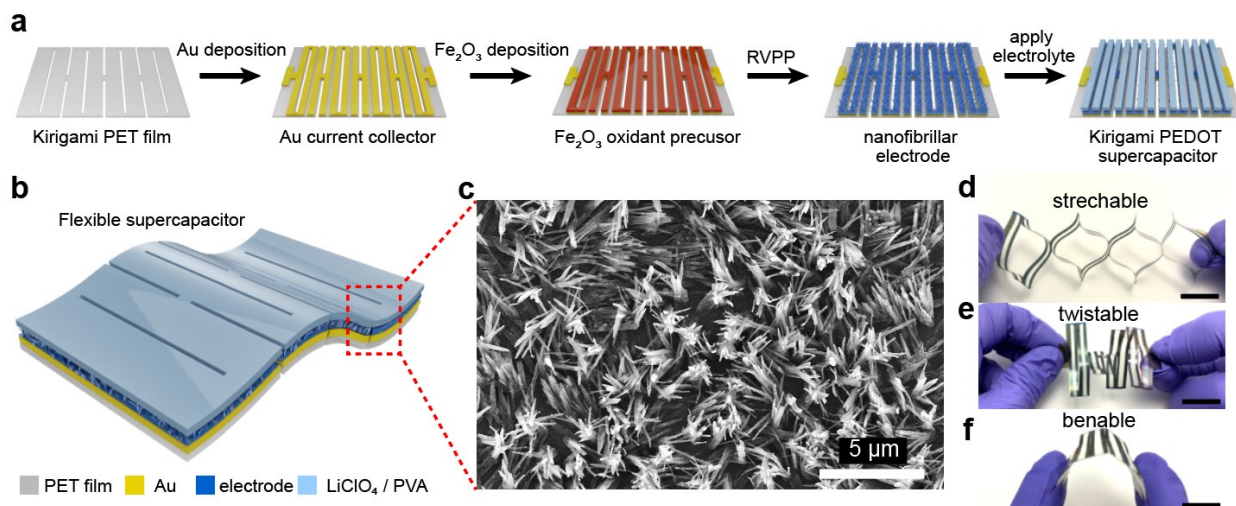 a
Au deposition
Fe₂O₃ deposition
RVPP
apply
electrolyte
Kirigami PET film
Au current collector
Fe₂O₃ oxidant precusor
nanofibrillar
electrode
Kirigami PEDOT
supercapacitor
b
Flexible supercapacitor
PET film
Au
electrode
LiClO₄ / PVA
c
5 µm
d
strechable
e
twistable
f
benable